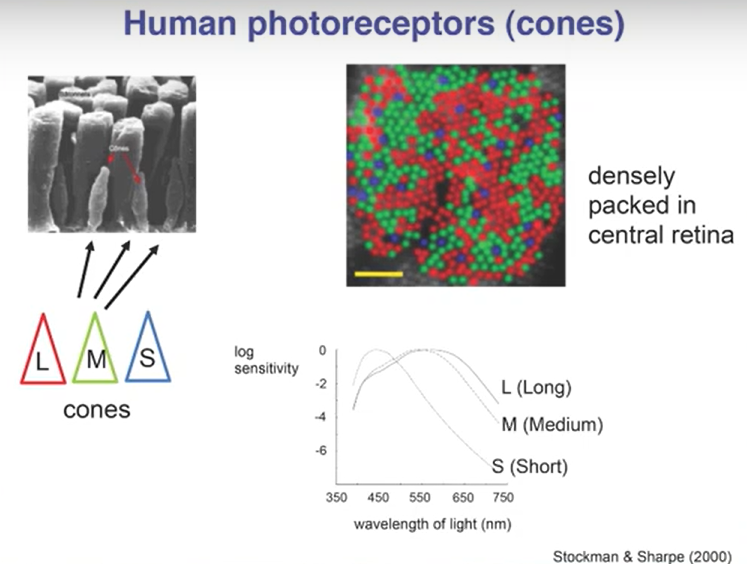 Human photoreceptors (cones)
Cones
densely
packed in
central retina
L
M
S
cones
log
sensitivity
0
-2
-4
-6
L (Long)
M (Medium)
S (Short)
350 450 550 650 750
wavelength of light (nm)
Stockman & Sharpe (2000)